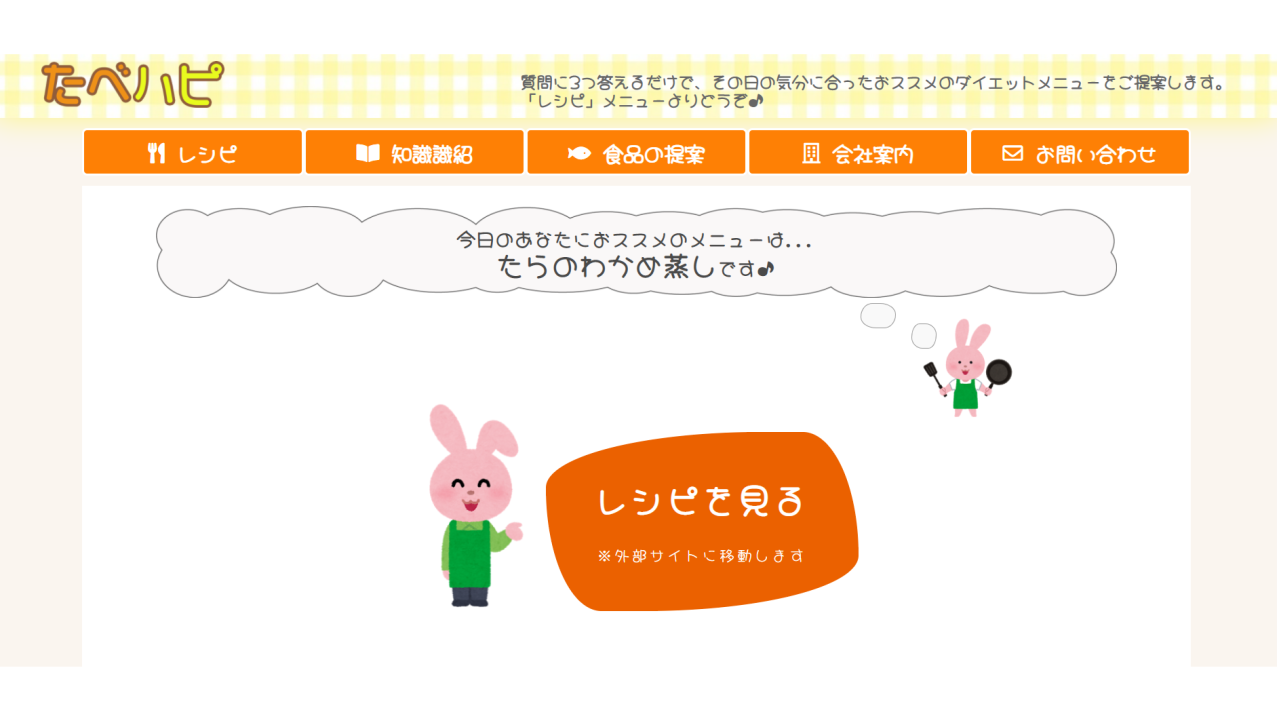 たべハピ
質問に3つ答えるだけで、その日の気分に合ったおススメのダイエットメニューをご提案します。
「レシピ」メニューよりどうぞ♪
レシピ
知識識紹
食品の提案
会社案内
お問い合わせ
今日のあなたにおススメのメニューは...
たらのわかめ蒸しです♪
レシピを見る
※外部サイトに移動します